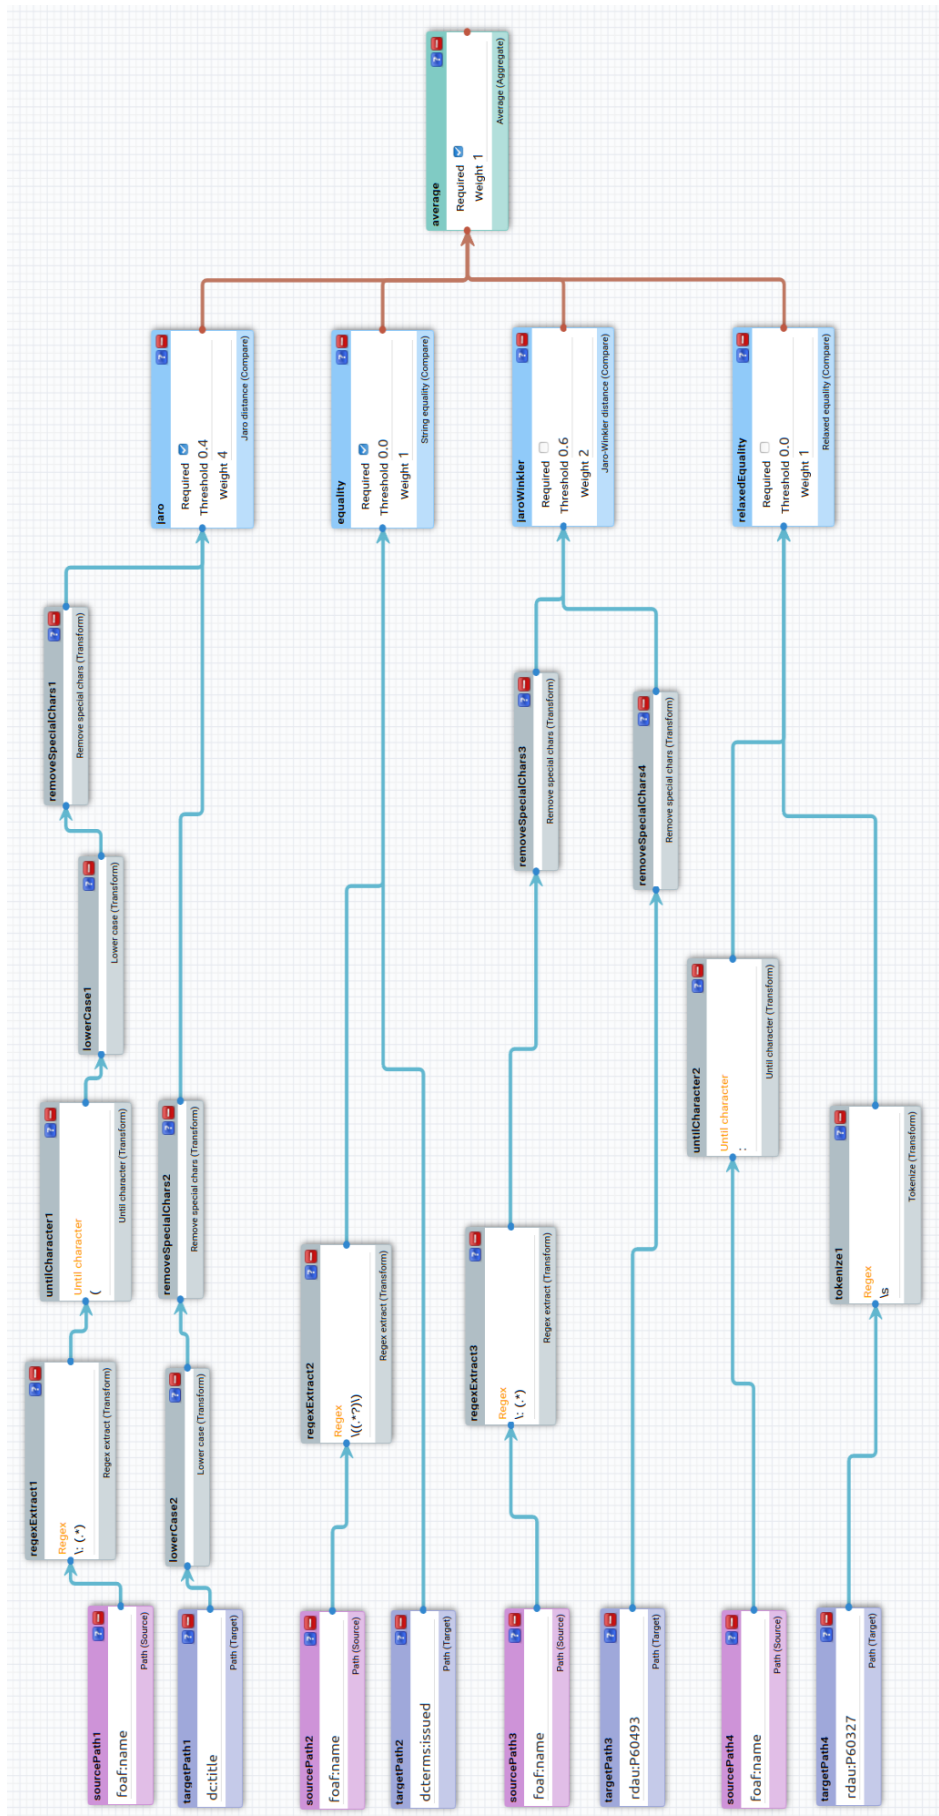 sourcePath1
foaf:name
Path (Source)
regexExtract1
Regex
\: (.*)
Regex extract (Transform)
untilCharacter1
Until character
(
Until character (Transform)
lowerCase1
Lower case (Transform)
removeSpecialChars1
Remove special chars (Transform)
targetPath1
dc:title
Path (Target)
lowerCase2
Lower case (Transform)
removeSpecialChars2
Remove special chars (Transform)
jaro
Required
Threshold 0.4
Weight 4
Jaro distance (Compare)
sourcePath2
foaf:name
Path (Source)
regexExtract2
Regex
\((.*?)\)
Regex extract (Transform)
targetPath2
dcterms:issued
Path (Target)
equality
Required
Threshold 0.0
Weight 1
String equality (Compare)
average
Required
Weight 1
Average (Aggregate)
sourcePath3
foaf:name
Path (Source)
regexExtract3
Regex
\: (.*)
Regex extract (Transform)
removeSpecialChars3
Remove special chars (Transform)
targetPath3
rdau:P60493
Path (Target)
removeSpecialChars4
Remove special chars (Transform)
jaroWinkler
Required
Threshold 0.6
Weight 2
Jaro-Winkler distance (Compare)
sourcePath4
foaf:name
Path (Source)
untilCharacter2
Until character
:
Until character (Transform)
targetPath4
rdau:P60327
Path (Target)
tokenize1
Regex
\s
Tokenize (Transform)
relaxedEquality
Required
Threshold 0.0
Weight 1
Relaxed equality (Compare)